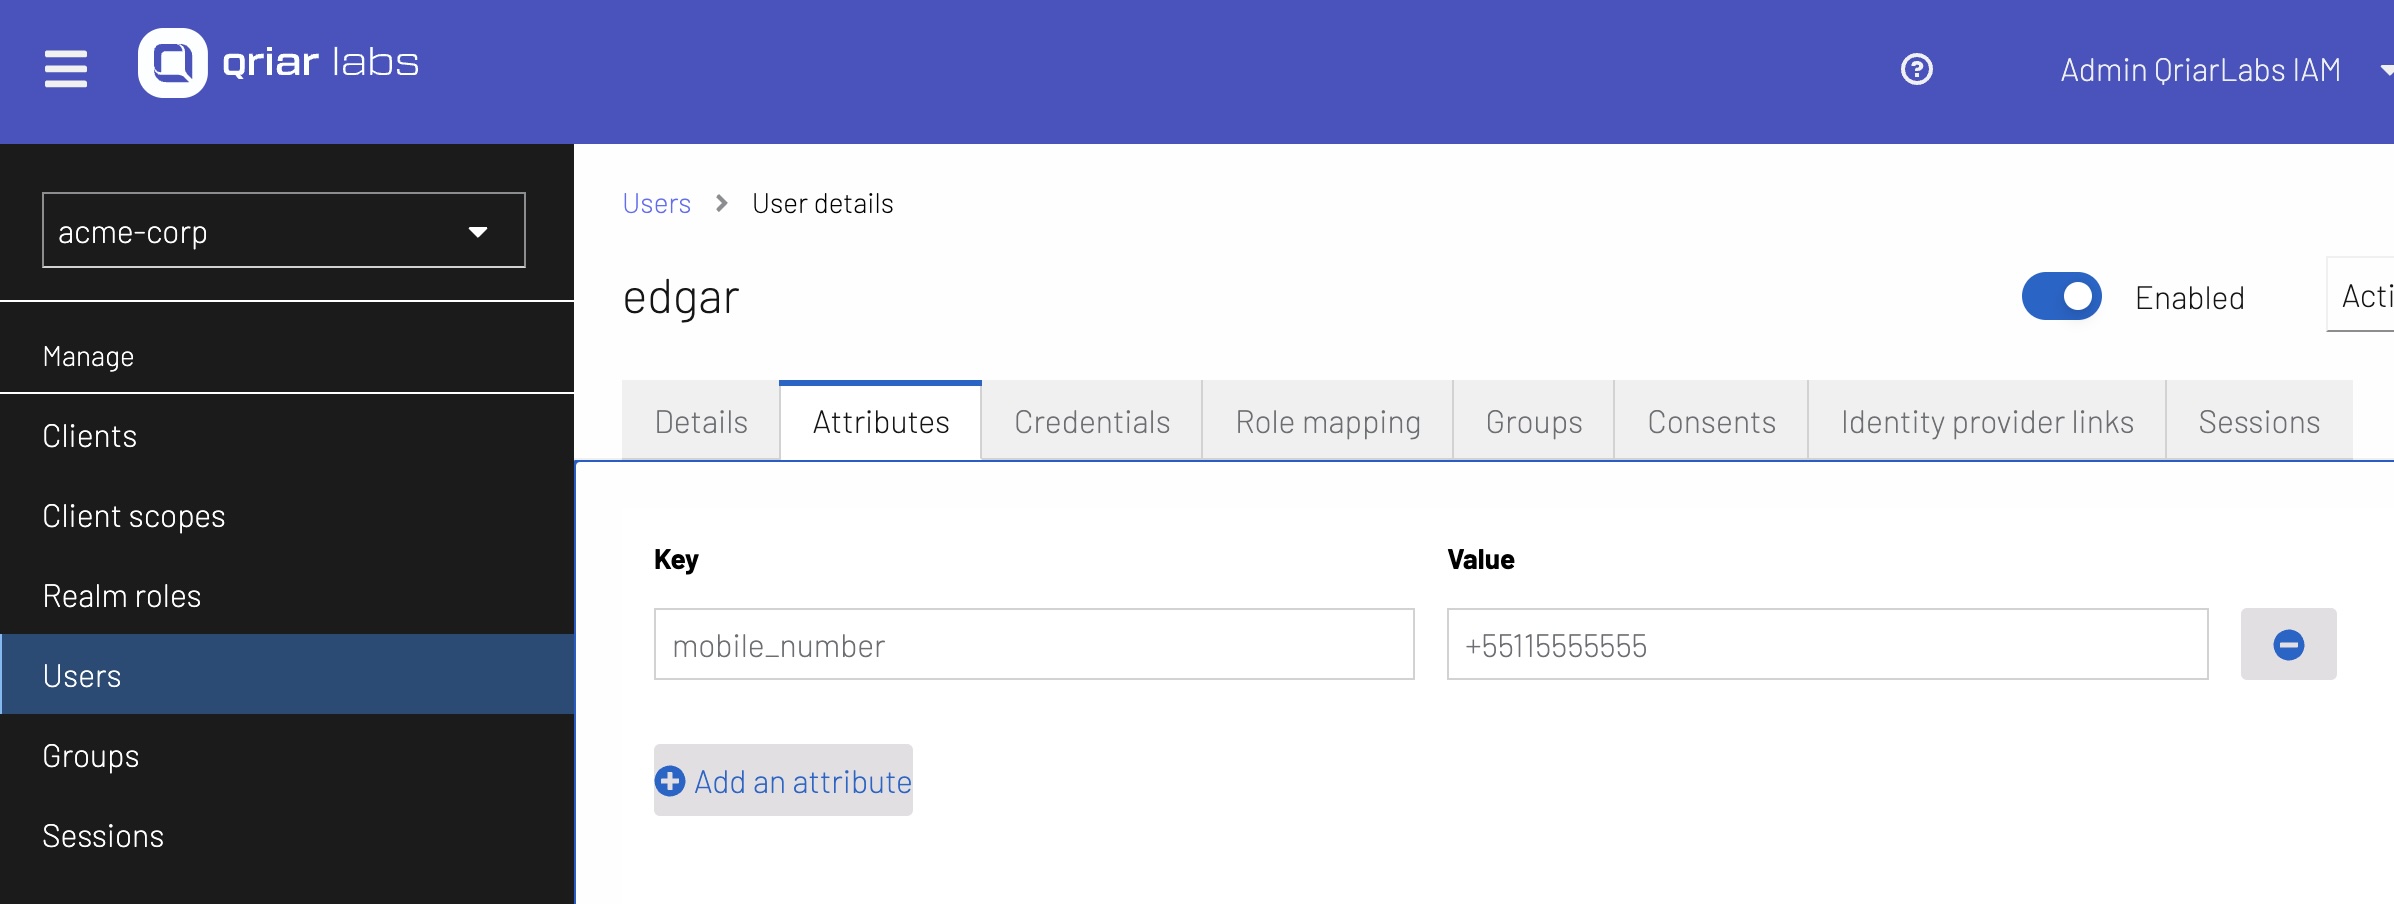 qriar labs
Admin QriarLabs IAM
acme-corp
Manage
Clients
Client scopes
Realm roles
Users
Groups
Sessions
Users > User details
edgar
Enabled
Acti
Details Attributes Credentials Role mapping Groups Consents Identity provider links Sessions
Key Value
mobile_number +55115555555
Add an attribute